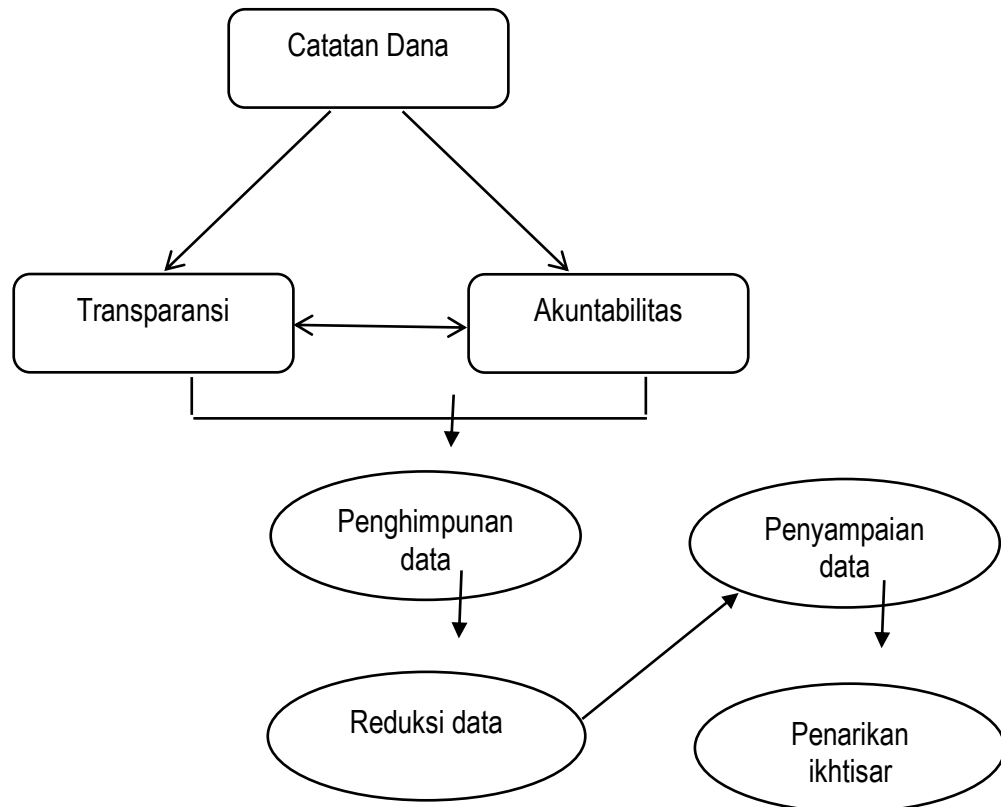 Catatan Dana
Transparansi
Akuntabilitas
Penghimpunan
data
Penyampaian
data
Reduksi data
Penarikan
ikhtisar